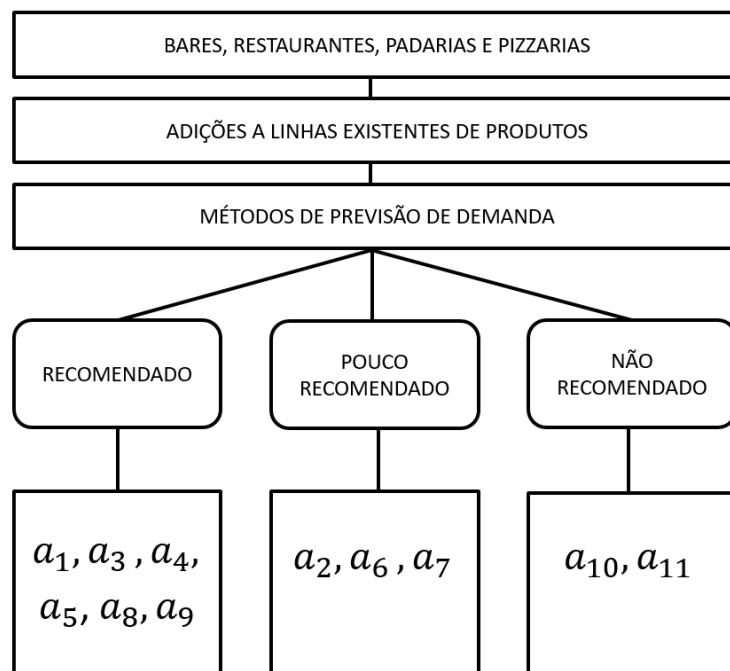 BARES, RESTAURANTES, PADARIAS E PIZZARIAS
ADIÇÕES A LINHAS EXISTENTES DE PRODUTOS
MÉTODOS DE PREVISÃO DE DEMANDA
RECOMENDADO
POUCO
RECOMENDADO
NÃO
RECOMENDADO
a₁, a₃ , a₄,
a₅, a₈, a₉
a₂, a₆ , a₇
a₁₀, a₁₁